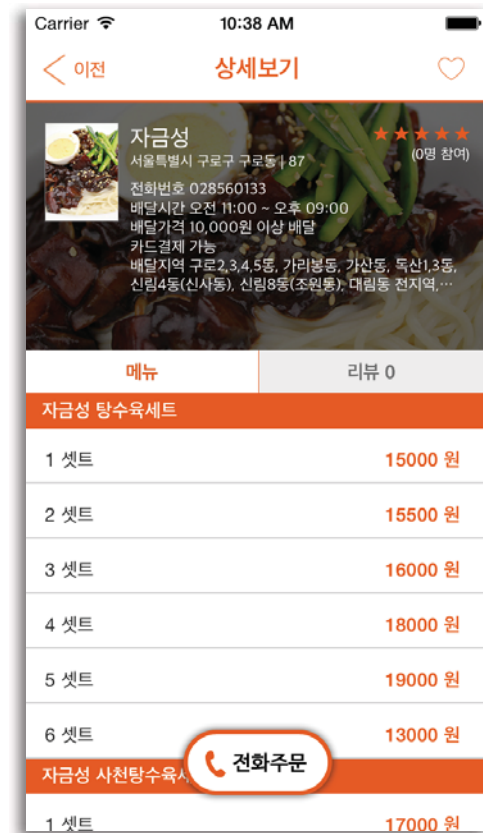 Carrier 10:38 AM
이전 상세보기
자금성
서울특별시 구로구 구로동 | 87
(0명 참여)
전화번호 028560133
배달시간 오전 11:00 ~ 오후 09:00
배달가격 10,000원 이상 배달
카드결제 가능
배달지역 구로2,3,4,5동, 가리봉동, 가산동, 독산1,3동,
신림4동(신사동), 신림8동(조원동), 대림동 전지역,…
메뉴 리뷰 0
자금성 탕수육세트
1 셋트 15000 원
2 셋트 15500 원
3 셋트 16000 원
4 셋트 18000 원
5 셋트 19000 원
6 셋트 13000 원
전화주문
자금성 사천탕수육
1 셋트 17000 원